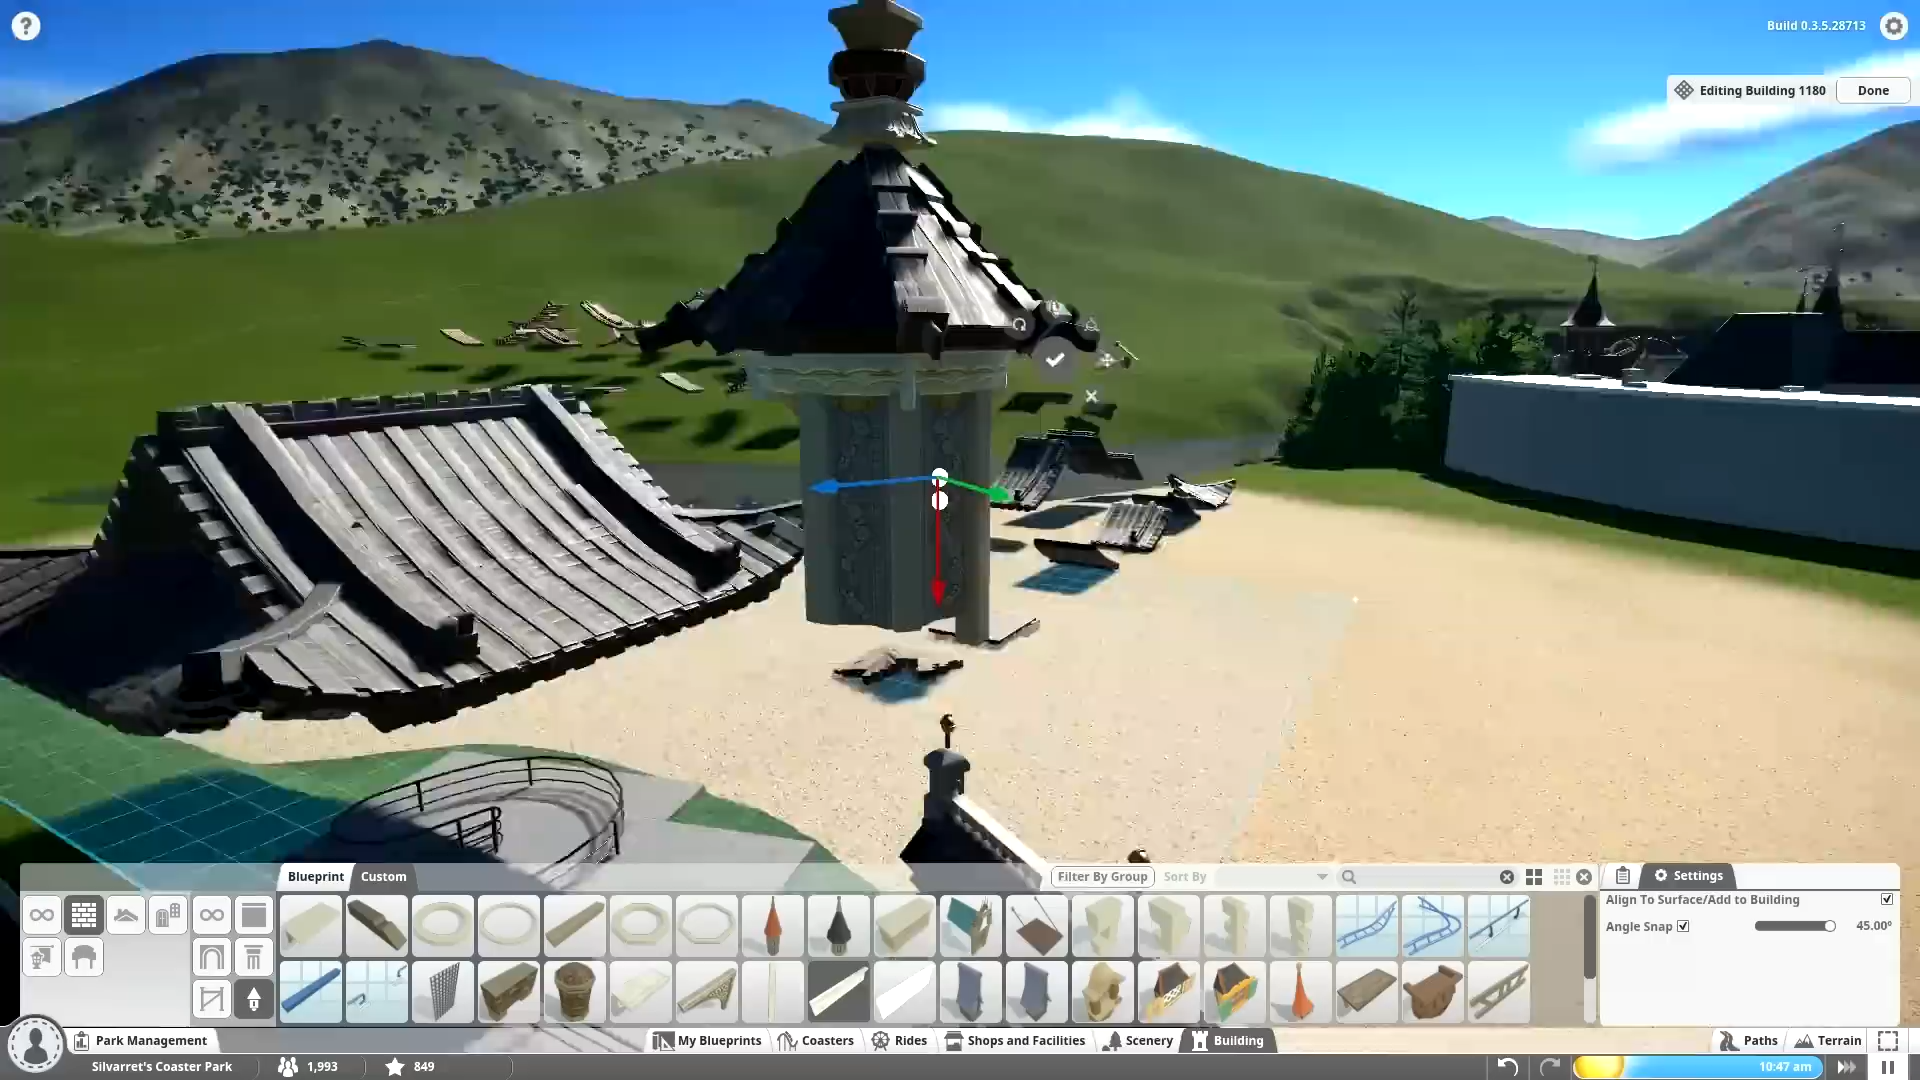 ?
Build 0.3.5.28713
Editing Building 1180
Done
Blueprint
Custom
Filter By Group
Sort By
Settings
Align To Surface/Add to Building
Angle Snap
45.00°
Park Management
My Blueprints
Coasters
Rides
Shops and Facilities
Scenery
Building
Paths
Terrain
Silvarret's Coaster Park
1,993
849
10:47 am